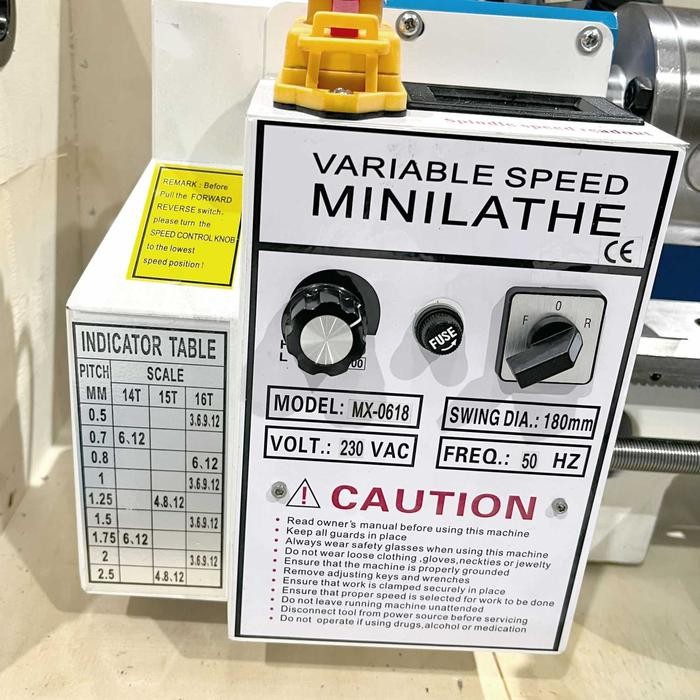 Spindle speed readout
VARIABLE SPEED
MINILATHE
CE
REMARK: Before
Pull the FORWARD
REVERSE switch.
please turn the
SPEED CONTROL KNOB
to the lowest
speed position!
FUSE
F O R
L
INDICATOR TABLE
PITCH SCALE
MM 14T 15T 16T
0.5 3.6.9.12
0.7 6.12
0.8 6.12
1 3.6.9.12
1.25 4.8.12
1.5 3.6.9.12
1.75 6.12
2 3.6.9.12
2.5 4.8.12
MODEL: MX-0618
SWING DIA.: 180mm
VOLT.: 230 VAC
FREQ.: 50 HZ
! CAUTION
• Read owner's manual before using this machine
• Keep all guards in place
• Always wear safety glasses when using this machine
• Do not wear loose clothing ,gloves,neckties or jewelty
• Ensure that the machine is properly grounded
• Remove adjusting keys and wrenches
• Ensure that work is clamped securely in place
• Ensure that proper speed is selected for work to be done
• Do not leave running machine unattended
• Disconnect tool from power source before servicing
• Do not operate if using drugs,alcohol or medication